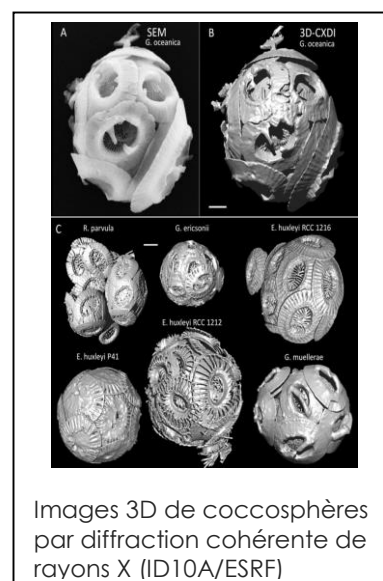 A SEM B 3D-CXDI
G. oceanica G. oceanica
C R. parvula G. ericsonii E. huxleyi RCC 1216
E. huxleyi RCC 1212
E. huxleyi P41 G. muellerae
Images 3D de coccosphères
par diffraction cohérente de
rayons X (ID10A/ESRF)